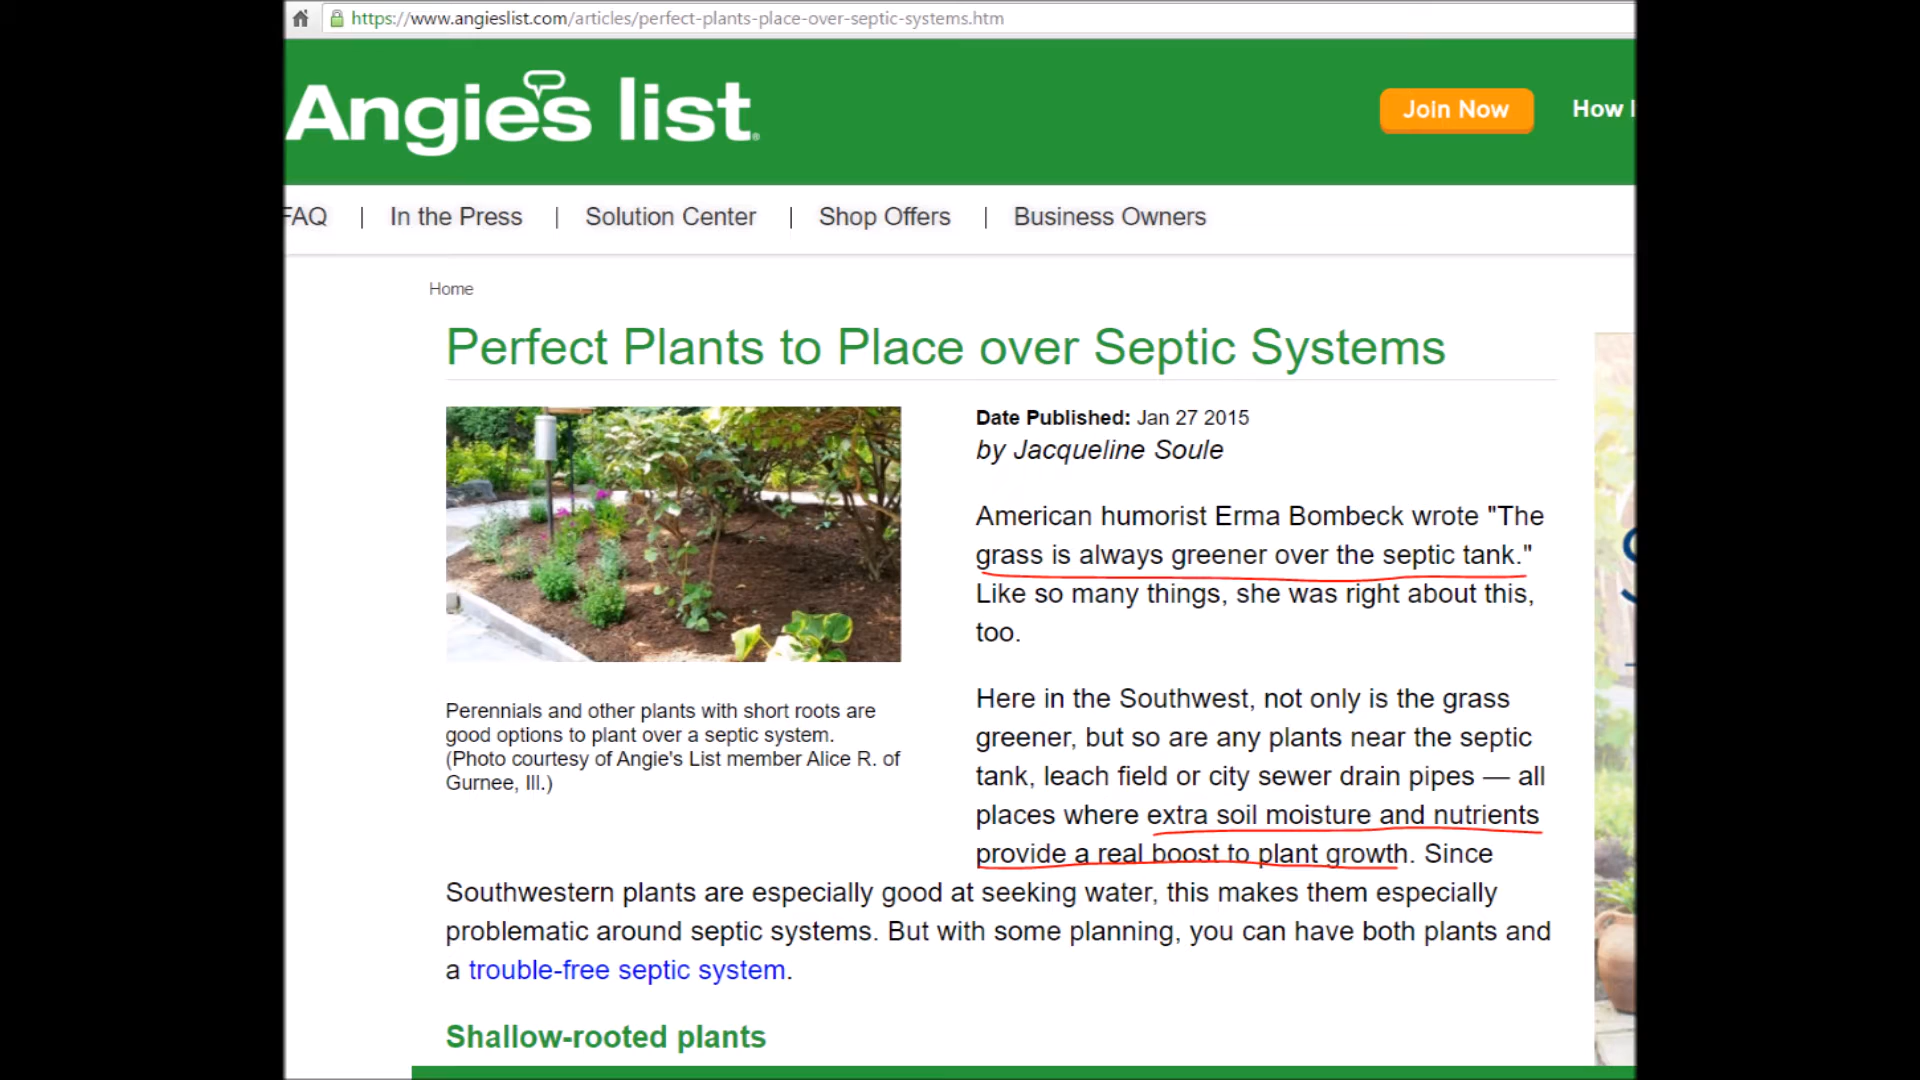 https://www.angieslist.com/articles/perfect-plants-place-over-septic-systems.htm
Angie's list
Join Now
How
FAQ | In the Press | Solution Center | Shop Offers | Business Owners
Home
Perfect Plants to Place over Septic Systems
Date Published: Jan 27 2015
by Jacqueline Soule
American humorist Erma Bombeck wrote "The
grass is always greener over the septic tank."
Like so many things, she was right about this,
too.
Here in the Southwest, not only is the grass
greener, but so are any plants near the septic
tank, leach field or city sewer drain pipes — all
places where extra soil moisture and nutrients
provide a real boost to plant growth. Since
Southwestern plants are especially good at seeking water, this makes them especially
problematic around septic systems. But with some planning, you can have both plants and
a trouble-free septic system.
Perennials and other plants with short roots are
good options to plant over a septic system.
(Photo courtesy of Angie's List member Alice R. of
Gurnee, Ill.)
Shallow-rooted plants